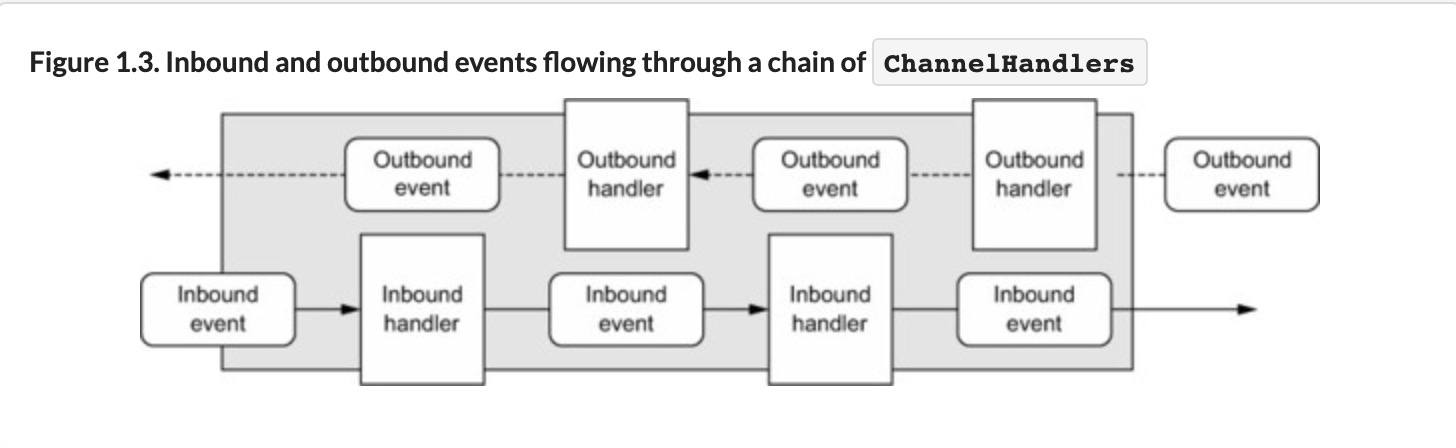 Figure 1.3. Inbound and outbound events flowing through a chain of ChannelHandlers
Outbound
event
Outbound
handler
Outbound
event
Outbound
handler
Outbound
event
Inbound
event
Inbound
handler
Inbound
event
Inbound
handler
Inbound
event